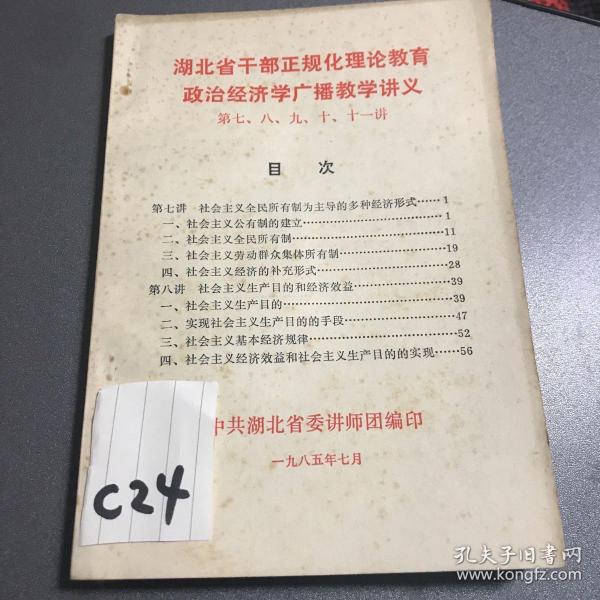 湖北省干部正规化理论教育
政治经济学广播教学讲义
第七、八、九、十、十一讲
目 次
第七讲 社会主义全民所有制为主导的多种经济形式……1
一、社会主义公有制的建立……1
二、社会主义全民所有制……11
三、社会主义劳动群众集体所有制……19
四、社会主义经济的补充形式……28
第八讲 社会主义生产目的和经济效益……39
一、社会主义生产目的……39
二、实现社会主义生产目的的手段……47
三、社会主义基本经济规律……52
四、社会主义经济效益和社会主义生产目的的实现……56
中共湖北省委讲师团编印
一九八五年七月
C24
孔夫子旧书网
www.kongfz.com